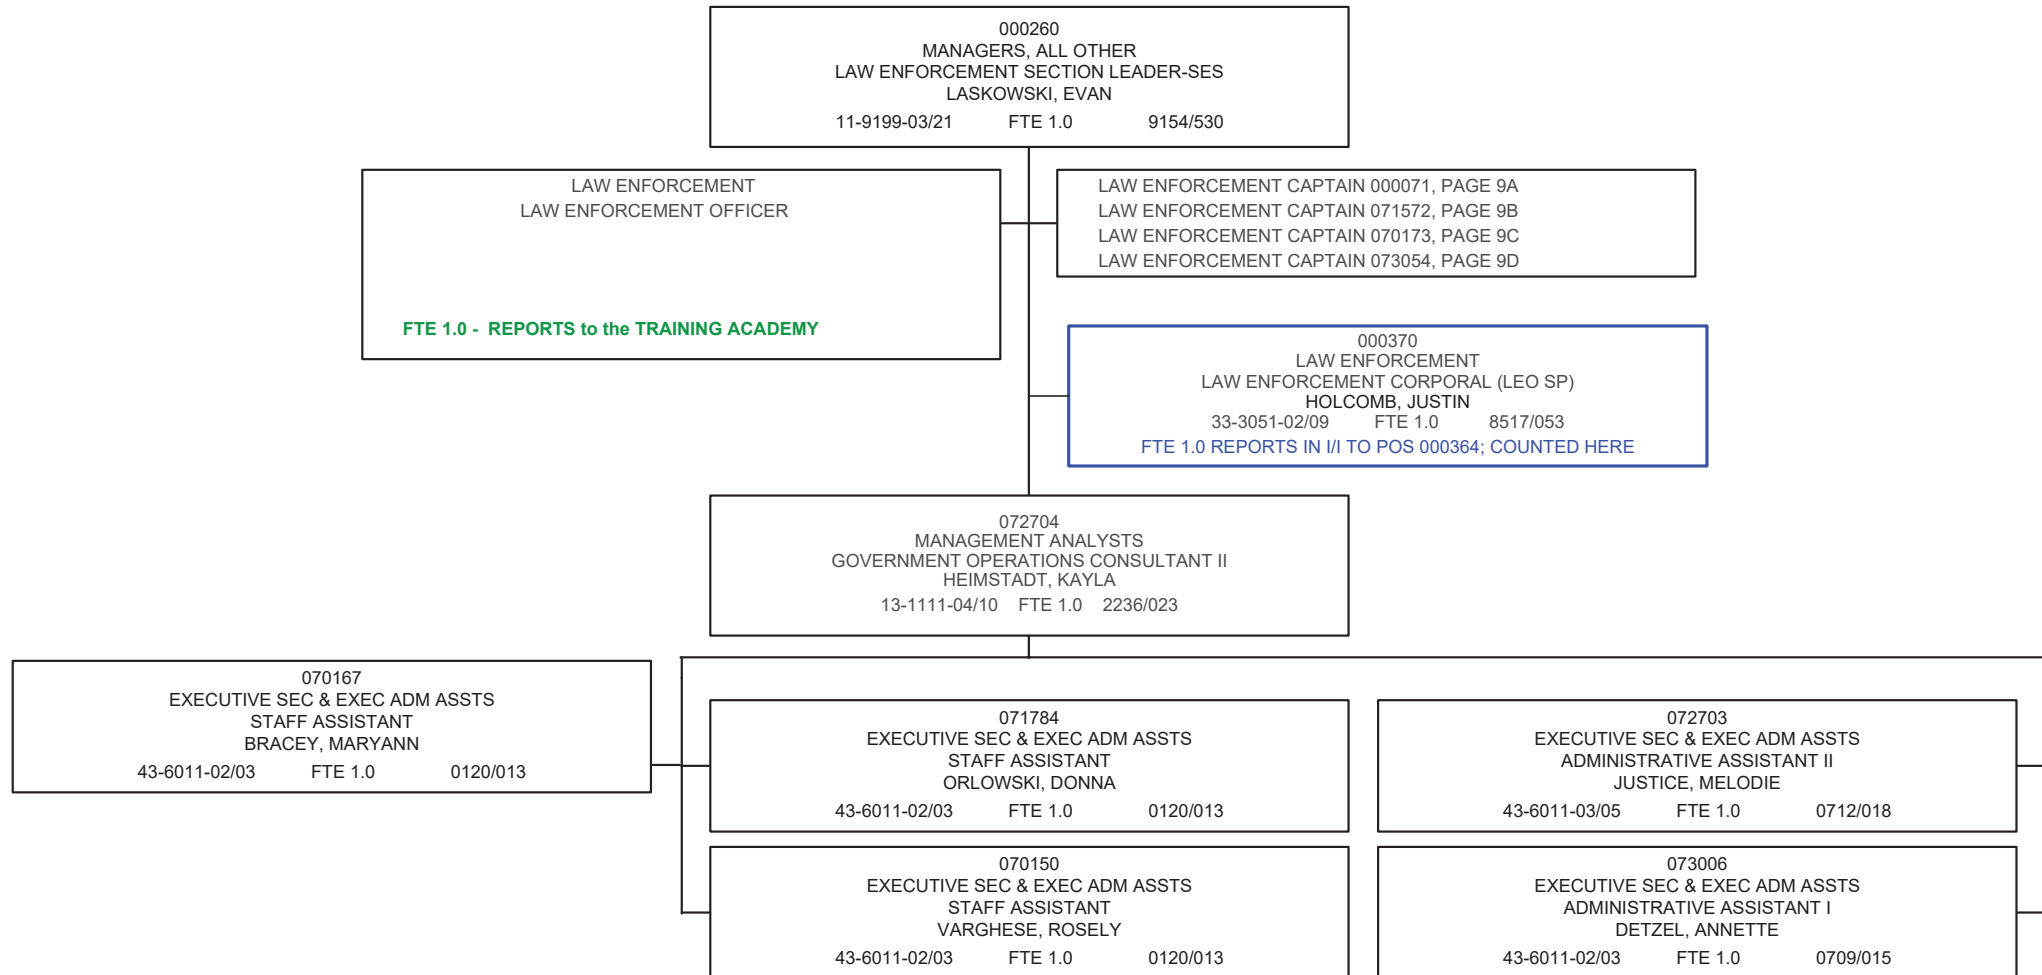 000260
MANAGERS, ALL OTHER
LAW ENFORCEMENT SECTION LEADER-SES
LASKOWSKI, EVAN
11-9199-03/21 FTE 1.0 9154/530
LAW ENFORCEMENT
LAW ENFORCEMENT OFFICER
FTE 1.0 - REPORTS to the TRAINING ACADEMY
LAW ENFORCEMENT CAPTAIN 000071, PAGE 9A
LAW ENFORCEMENT CAPTAIN 071572, PAGE 9B
LAW ENFORCEMENT CAPTAIN 070173, PAGE 9C
LAW ENFORCEMENT CAPTAIN 073054, PAGE 9D
000370
LAW ENFORCEMENT
LAW ENFORCEMENT CORPORAL (LEO SP)
HOLCOMB, JUSTIN
33-3051-02/09 FTE 1.0 8517/053
FTE 1.0 REPORTS IN I/I TO POS 000364; COUNTED HERE
072704
MANAGEMENT ANALYSTS
GOVERNMENT OPERATIONS CONSULTANT II
HEIMSTADT, KAYLA
13-1111-04/10 FTE 1.0 2236/023
070167
EXECUTIVE SEC & EXEC ADM ASSTS
STAFF ASSISTANT
BRACEY, MARYANN
43-6011-02/03 FTE 1.0 0120/013
071784
EXECUTIVE SEC & EXEC ADM ASSTS
STAFF ASSISTANT
ORLOWSKI, DONNA
43-6011-02/03 FTE 1.0 0120/013
072703
EXECUTIVE SEC & EXEC ADM ASSTS
ADMINISTRATIVE ASSISTANT II
JUSTICE, MELODIE
43-6011-03/05 FTE 1.0 0712/018
070150
EXECUTIVE SEC & EXEC ADM ASSTS
STAFF ASSISTANT
VARGHESE, ROSELY
43-6011-02/03 FTE 1.0 0120/013
073006
EXECUTIVE SEC & EXEC ADM ASSTS
ADMINISTRATIVE ASSISTANT I
DETZEL, ANNETTE
43-6011-02/03 FTE 1.0 0709/015